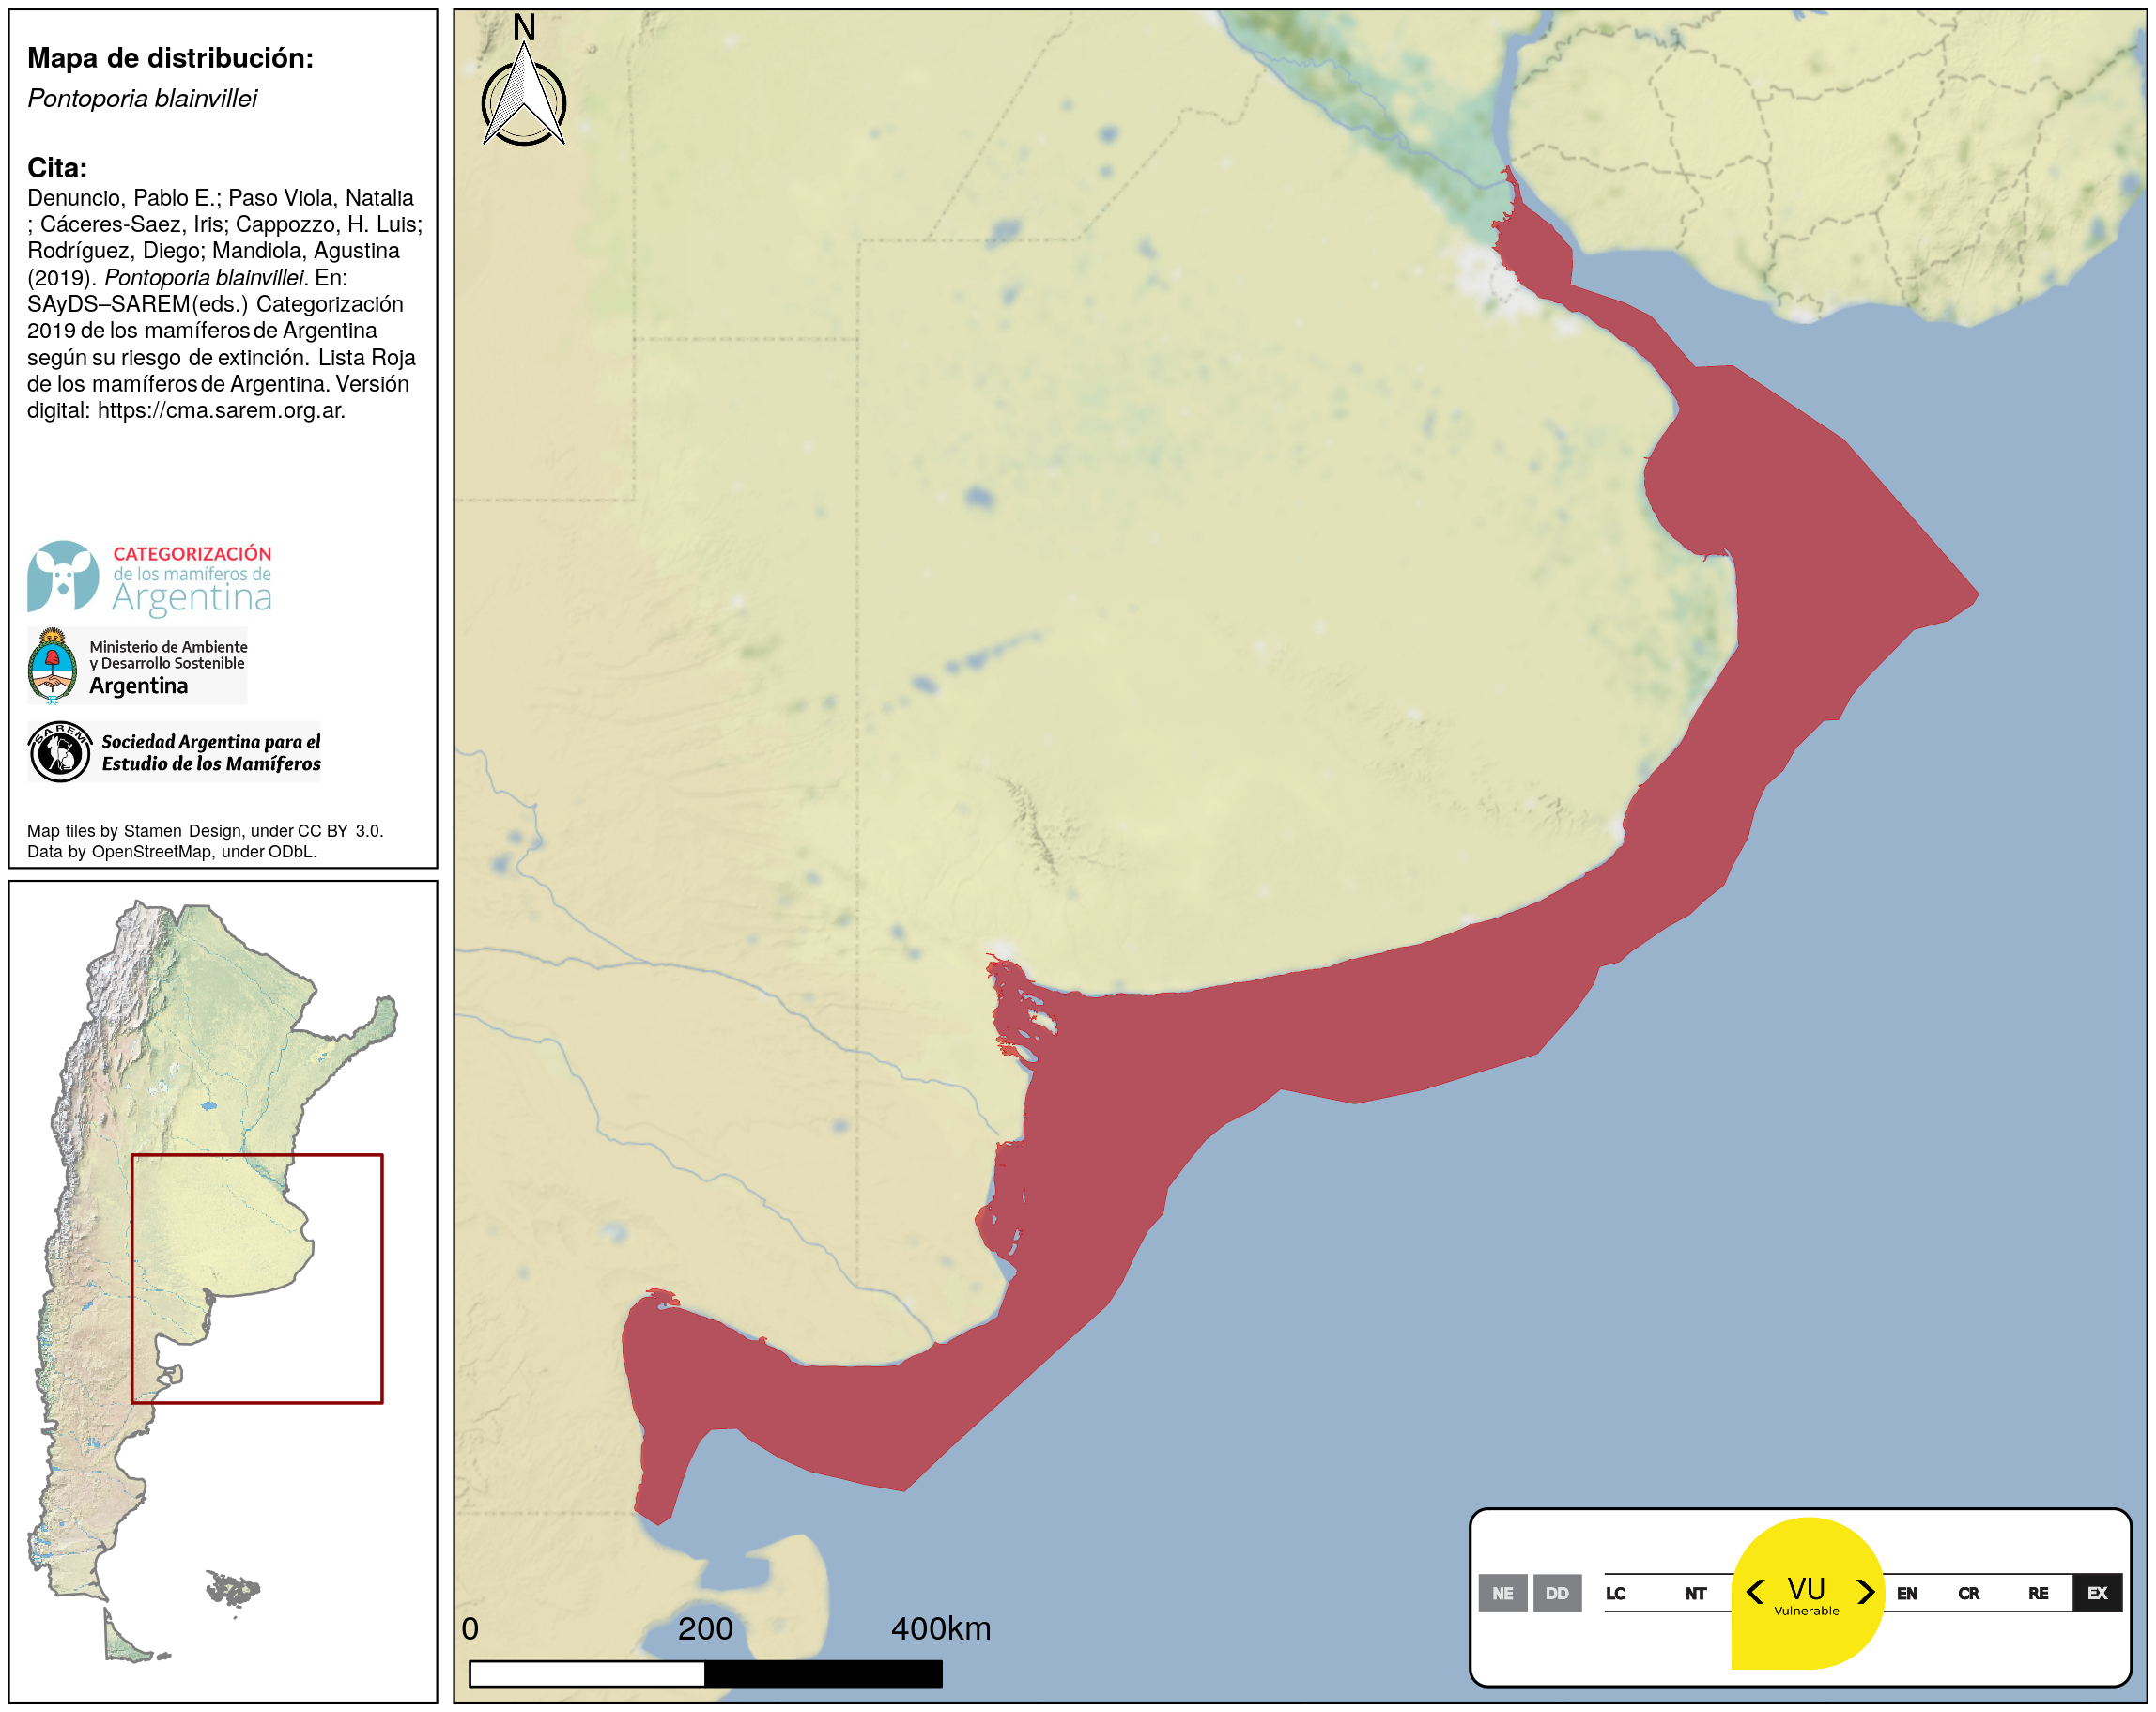 Mapa de distribución:
Pontoporia blainvillei
Cita:
Denuncio, Pablo E.; Paso Viola, Natalia
; Cáceres-Saez, Iris; Cappozzo, H. Luis;
Rodríguez, Diego; Mandiola, Agustina
(2019). Pontoporia blainvillei. En:
SAyDS–SAREM(eds.) Categorización
2019 de los mamíferos de Argentina
según su riesgo de extinción. Lista Roja
de los mamíferos de Argentina. Versión
digital: https://cma.sarem.org.ar.
CATEGORIZACIÓN
de los mamíferos de
Argentina
Ministerio de Ambiente
y Desarrollo Sostenible
Argentina
SAREM
Sociedad Argentina para el
Estudio de los Mamíferos
Map tiles by Stamen Design, under CC BY 3.0.
Data by OpenStreetMap, under ODbL.
N
0 200 400km
NE DD LC NT VU EN CR RE EX
Vulnerable